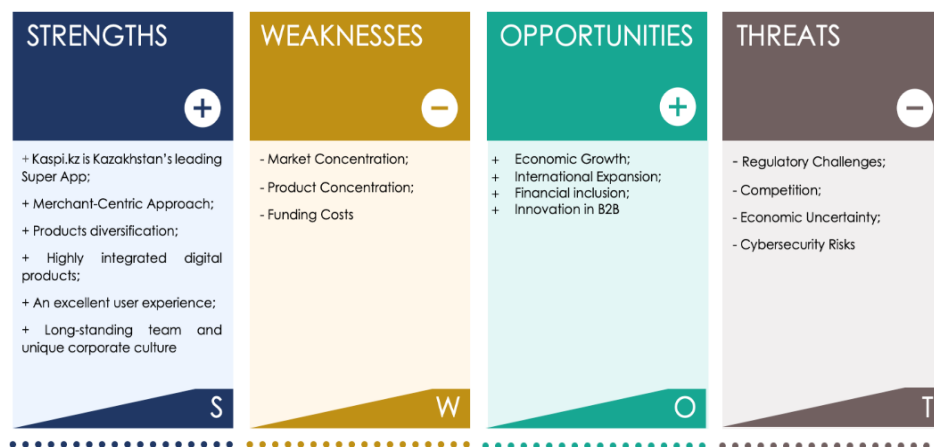 STRENGTHS
+
+ Kaspi.kz is Kazakhstan's leading
Super App;
+ Merchant-Centric Approach;
+ Products diversification;
+ Highly integrated digital
products;
+ An excellent user experience;
+ Long-standing team and
unique corporate culture
S
WEAKNESSES
-
- Market Concentration;
- Product Concentration;
- Funding Costs
W
OPPORTUNITIES
+
+ Economic Growth;
+ International Expansion;
+ Financial inclusion;
+ Innovation in B2B
O
THREATS
-
- Regulatory Challenges;
- Competition;
- Economic Uncertainty;
- Cybersecurity Risks
T